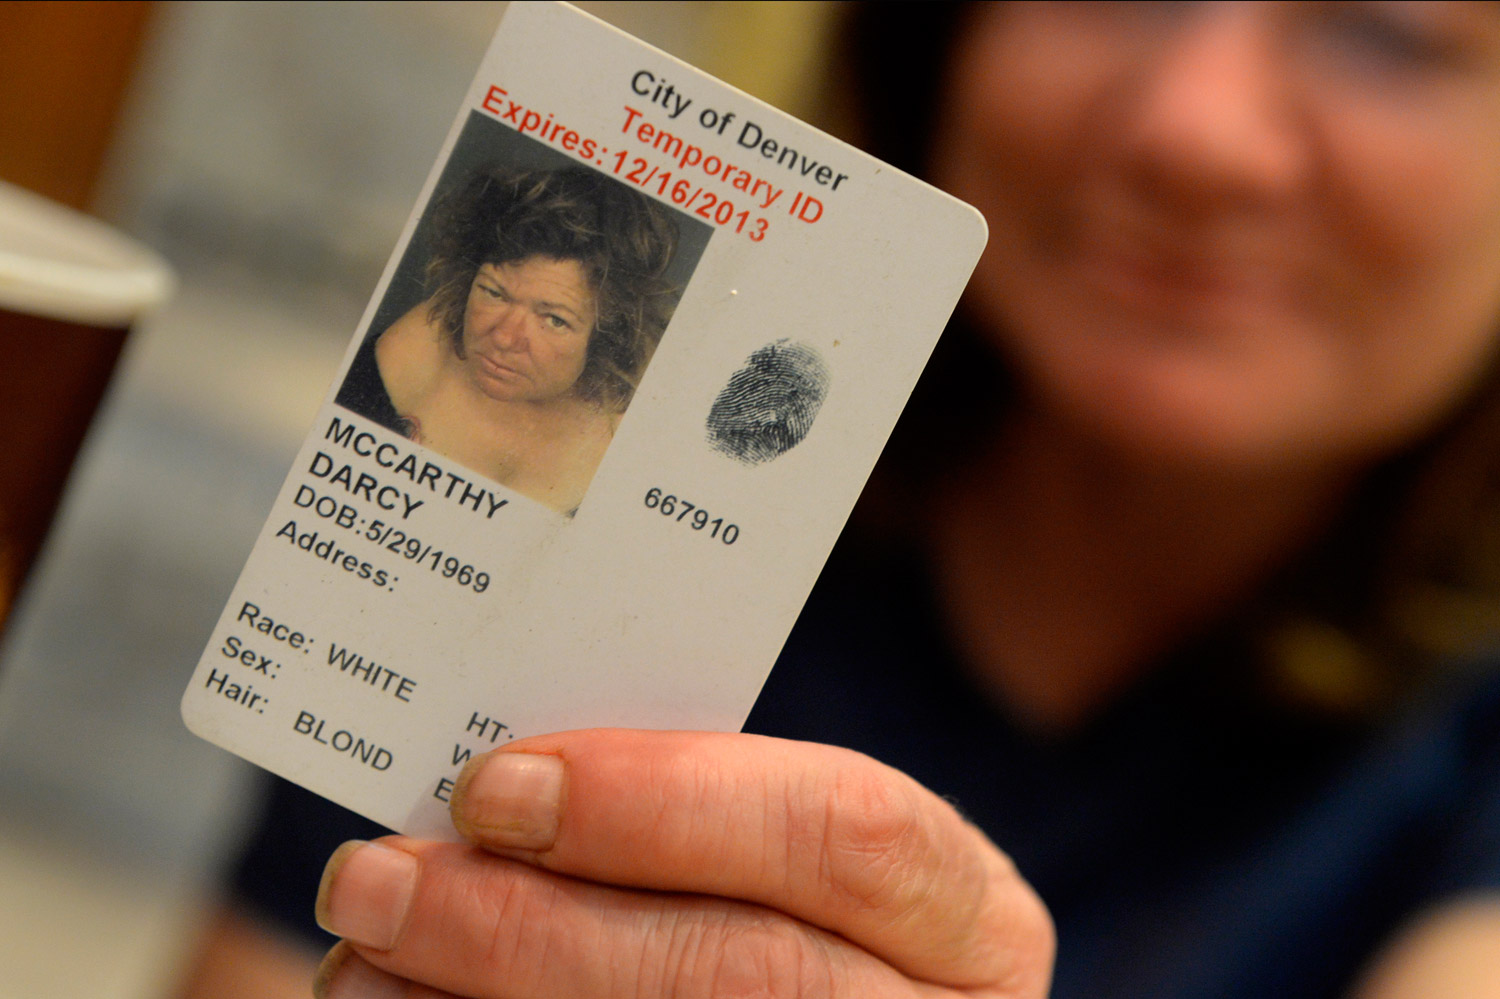 City of Denver
Temporary ID
Expires: 12/16/2013
MCCARTHY
DARCY
DOB:5/29/1969
Address:
667910
Race: WHITE
Sex:
HT:
Hair: BLOND